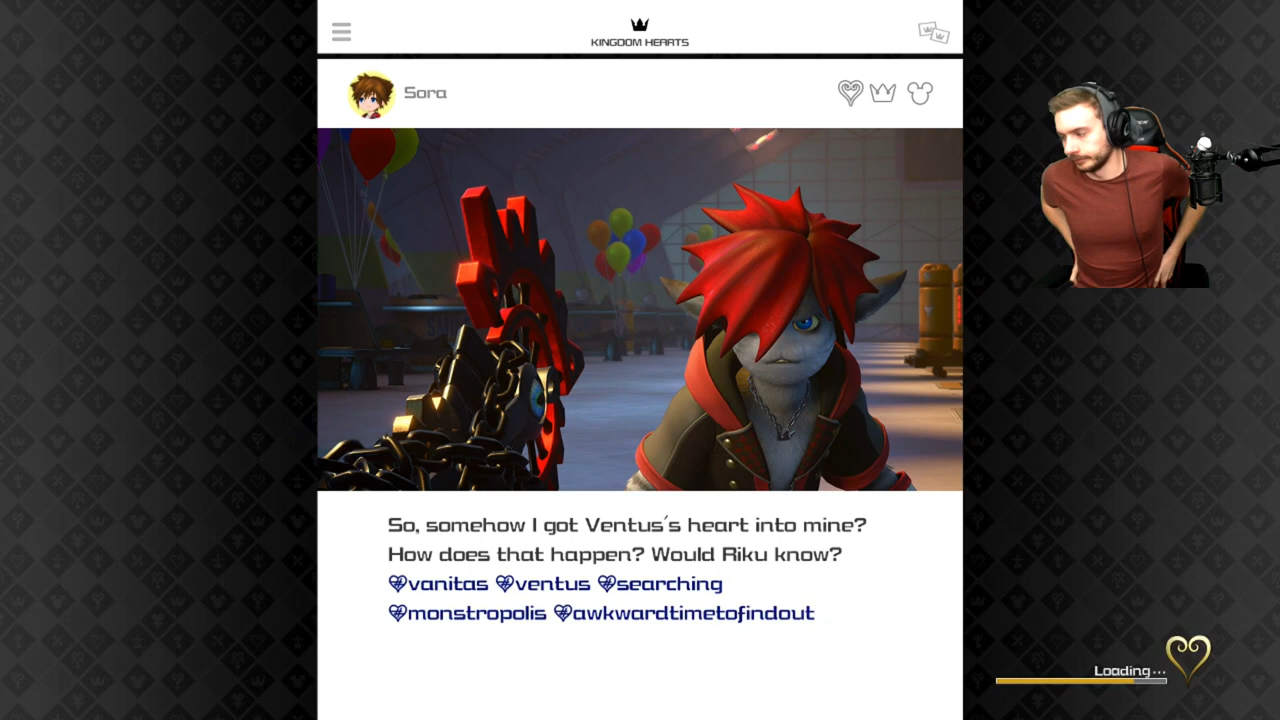 KINGDOM HEARTS
Sora
So, somehow I got Ventus's heart into mine?
How does that happen? Would Riku know?
#vanitas #ventus #searching
#monstropolis #awkwardtimetofindout
Loading...